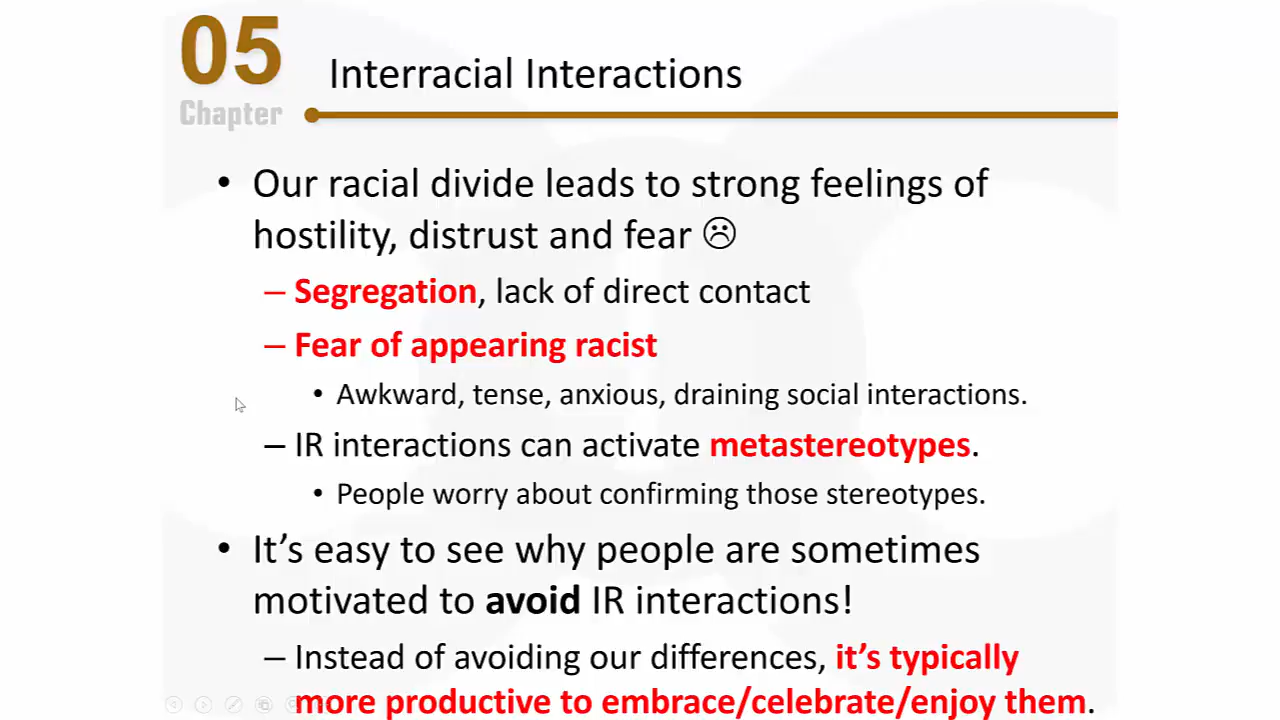 05
Chapter
Interracial Interactions
• Our racial divide leads to strong feelings of
hostility, distrust and fear ☹
– Segregation, lack of direct contact
– Fear of appearing racist
• Awkward, tense, anxious, draining social interactions.
– IR interactions can activate metastereotypes.
• People worry about confirming those stereotypes.
• It’s easy to see why people are sometimes
motivated to avoid IR interactions!
– Instead of avoiding our differences, it’s typically
more productive to embrace/celebrate/enjoy them.